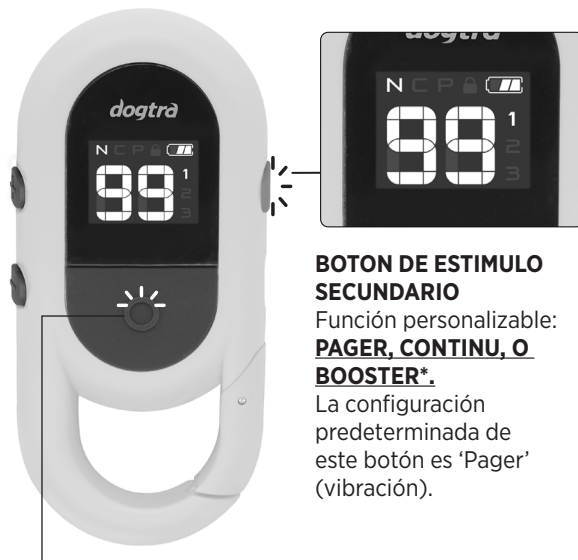 dogtra
N C P
99 1
2
3
dogtra
N C P
99 1
2
3
BOTON DE ESTIMULO
SECUNDARIO
Función personalizable:
PAGER, CONTINU, O
BOOSTER*.
La configuración
predeterminada de
este botón es ‘Pager’
(vibración).